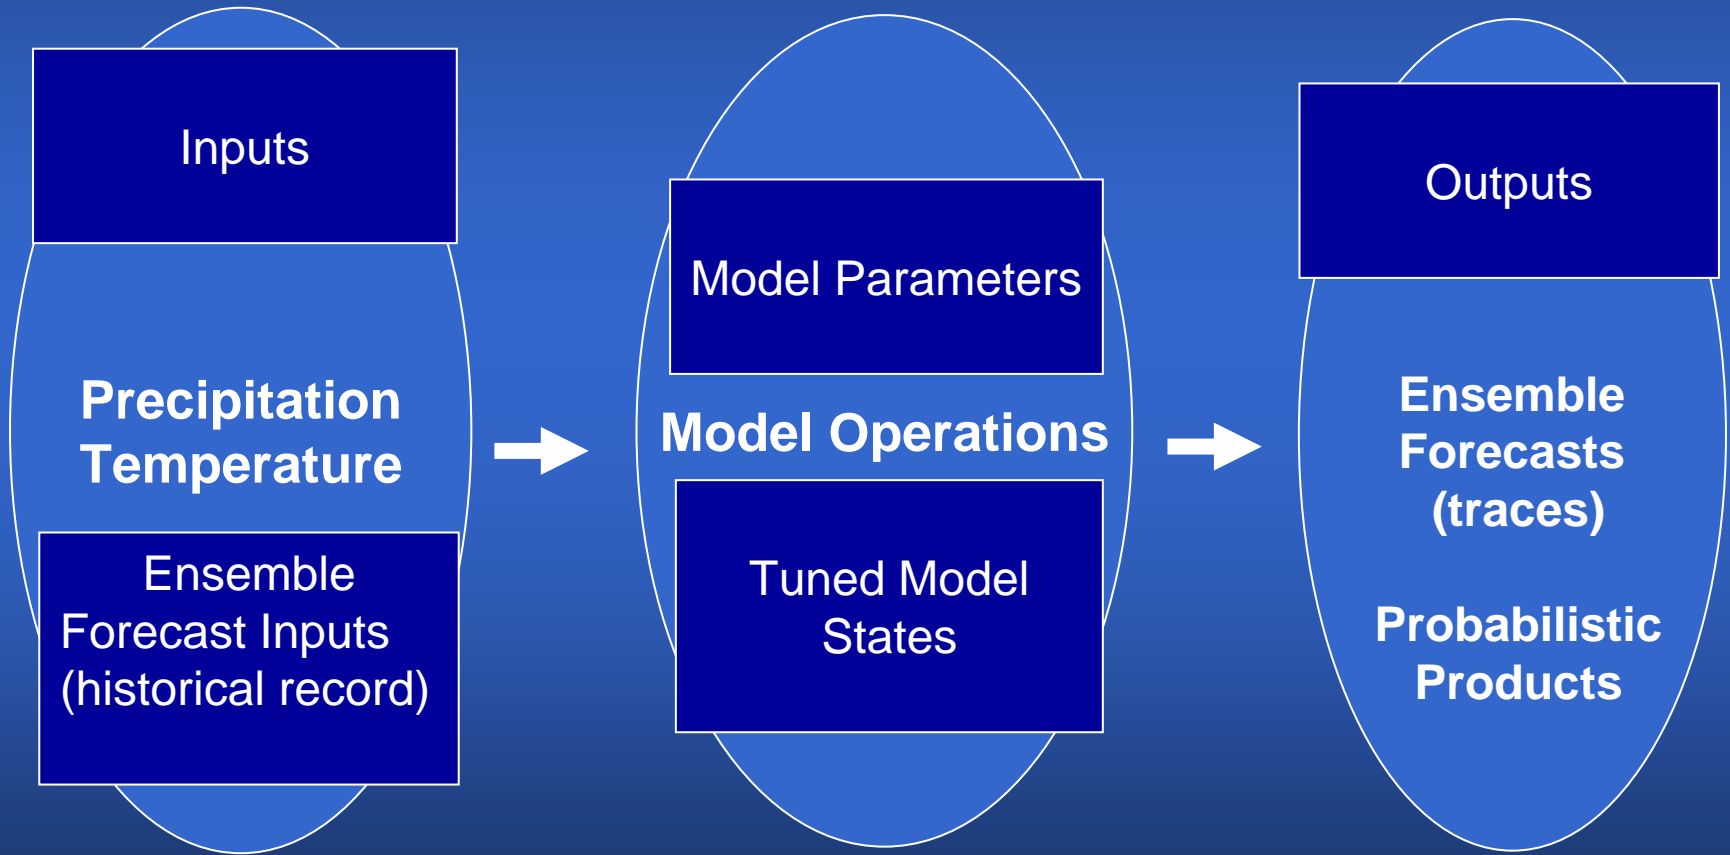 Inputs
Precipitation
Temperature
Ensemble
Forecast Inputs
(historical record)
Model Parameters
Model Operations
Tuned Model
States
Outputs
Ensemble
Forecasts
(traces)
Probabilistic
Products